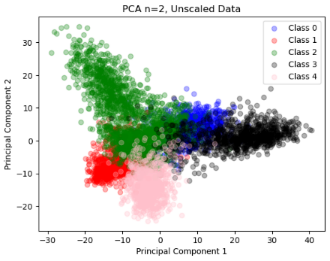 PCA n=2, Unscaled Data
Class 0
Class 1
Class 2
Class 3
Class 4
Principal Component 2
30
20
10
0
−10
−20
−30
−20
−10
0
10
20
30
40
Principal Component 1